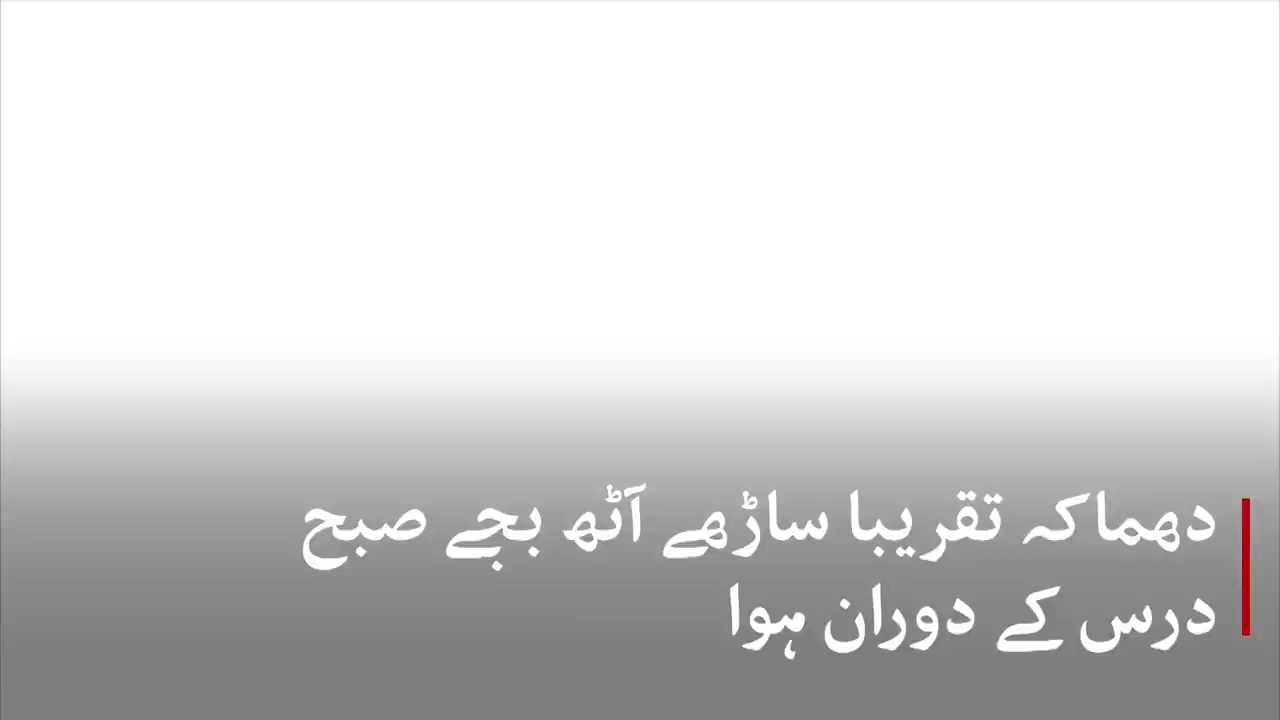 دھماکہ تقریبا ساڑھے آٹھ بجے صبح
درس کے دوران ہوا